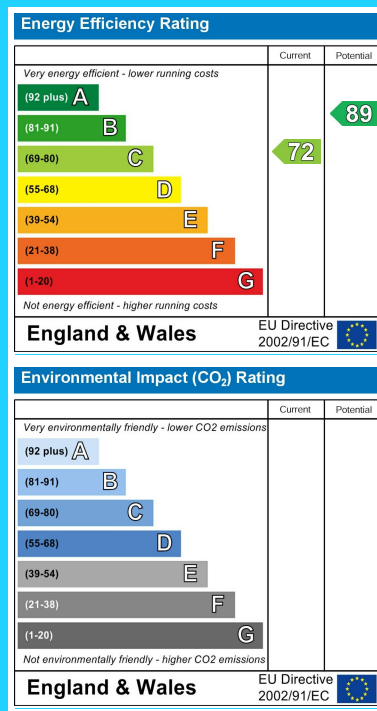 Energy Efficiency Rating
Current Potential
Very energy efficient - lower running costs
(92 plus) A
(81-91) B
(69-80) C
(55-68) D
(39-54) E
(21-38) F
(1-20) G
72
89
Not energy efficient - higher running costs
England & Wales
EU Directive
2002/91/EC
Environmental Impact (CO₂) Rating
Current Potential
Very environmentally friendly - lower CO2 emissions
(92 plus) A
(81-91) B
(69-80) C
(55-68) D
(39-54) E
(21-38) F
(1-20) G
Not environmentally friendly - higher CO2 emissions
England & Wales
EU Directive
2002/91/EC